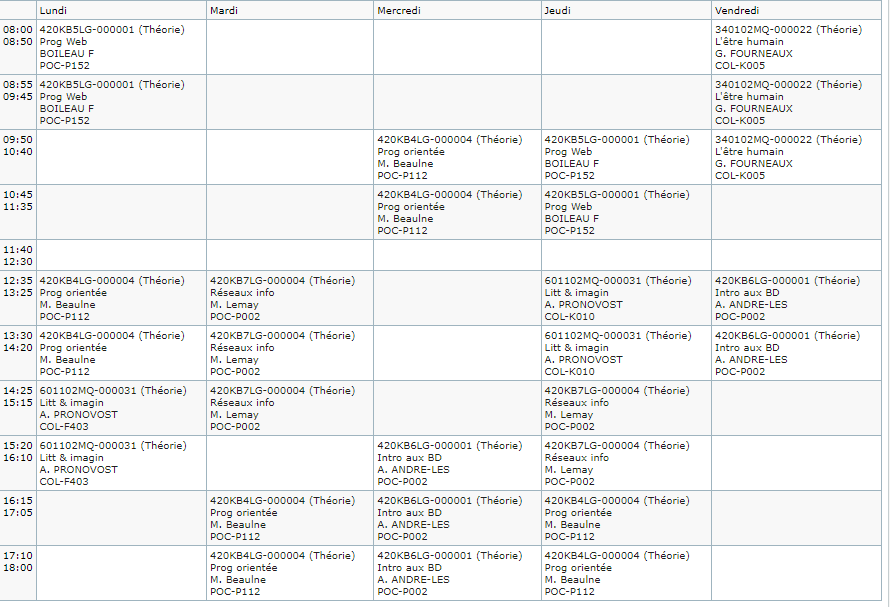 Lundi Mardi Mercredi Jeudi Vendredi
08:00
08:50
420KB5LG-000001 (Théorie)
Prog Web
BOILEAU F
POC-P152
340102MQ-000022 (Théorie)
L'être humain
G. FOURNEAUX
COL-K005
08:55
09:45
420KB5LG-000001 (Théorie)
Prog Web
BOILEAU F
POC-P152
340102MQ-000022 (Théorie)
L'être humain
G. FOURNEAUX
COL-K005
09:50
10:40
420KB4LG-000004 (Théorie)
Prog orientée
M. Beaulne
POC-P112
420KB5LG-000001 (Théorie)
Prog Web
BOILEAU F
POC-P152
340102MQ-000022 (Théorie)
L'être humain
G. FOURNEAUX
COL-K005
10:45
11:35
420KB4LG-000004 (Théorie)
Prog orientée
M. Beaulne
POC-P112
420KB5LG-000001 (Théorie)
Prog Web
BOILEAU F
POC-P152
11:40
12:30
12:35
13:25
420KB4LG-000004 (Théorie)
Prog orientée
M. Beaulne
POC-P112
420KB7LG-000004 (Théorie)
Réseaux info
M. Lemay
POC-P002
601102MQ-000031 (Théorie)
Litt & imagin
A. PRONOVOST
COL-K010
420KB6LG-000001 (Théorie)
Intro aux BD
A. ANDRE-LES
POC-P002
13:30
14:20
420KB4LG-000004 (Théorie)
Prog orientée
M. Beaulne
POC-P112
420KB7LG-000004 (Théorie)
Réseaux info
M. Lemay
POC-P002
601102MQ-000031 (Théorie)
Litt & imagin
A. PRONOVOST
COL-K010
420KB6LG-000001 (Théorie)
Intro aux BD
A. ANDRE-LES
POC-P002
14:25
15:15
601102MQ-000031 (Théorie)
Litt & imagin
A. PRONOVOST
COL-F403
420KB7LG-000004 (Théorie)
Réseaux info
M. Lemay
POC-P002
420KB7LG-000004 (Théorie)
Réseaux info
M. Lemay
POC-P002
15:20
16:10
601102MQ-000031 (Théorie)
Litt & imagin
A. PRONOVOST
COL-F403
420KB6LG-000001 (Théorie)
Intro aux BD
A. ANDRE-LES
POC-P002
420KB7LG-000004 (Théorie)
Réseaux info
M. Lemay
POC-P002
16:15
17:05
420KB4LG-000004 (Théorie)
Prog orientée
M. Beaulne
POC-P112
420KB6LG-000001 (Théorie)
Intro aux BD
A. ANDRE-LES
POC-P002
420KB4LG-000004 (Théorie)
Prog orientée
M. Beaulne
POC-P112
17:10
18:00
420KB4LG-000004 (Théorie)
Prog orientée
M. Beaulne
POC-P112
420KB6LG-000001 (Théorie)
Intro aux BD
A. ANDRE-LES
POC-P002
420KB4LG-000004 (Théorie)
Prog orientée
M. Beaulne
POC-P112